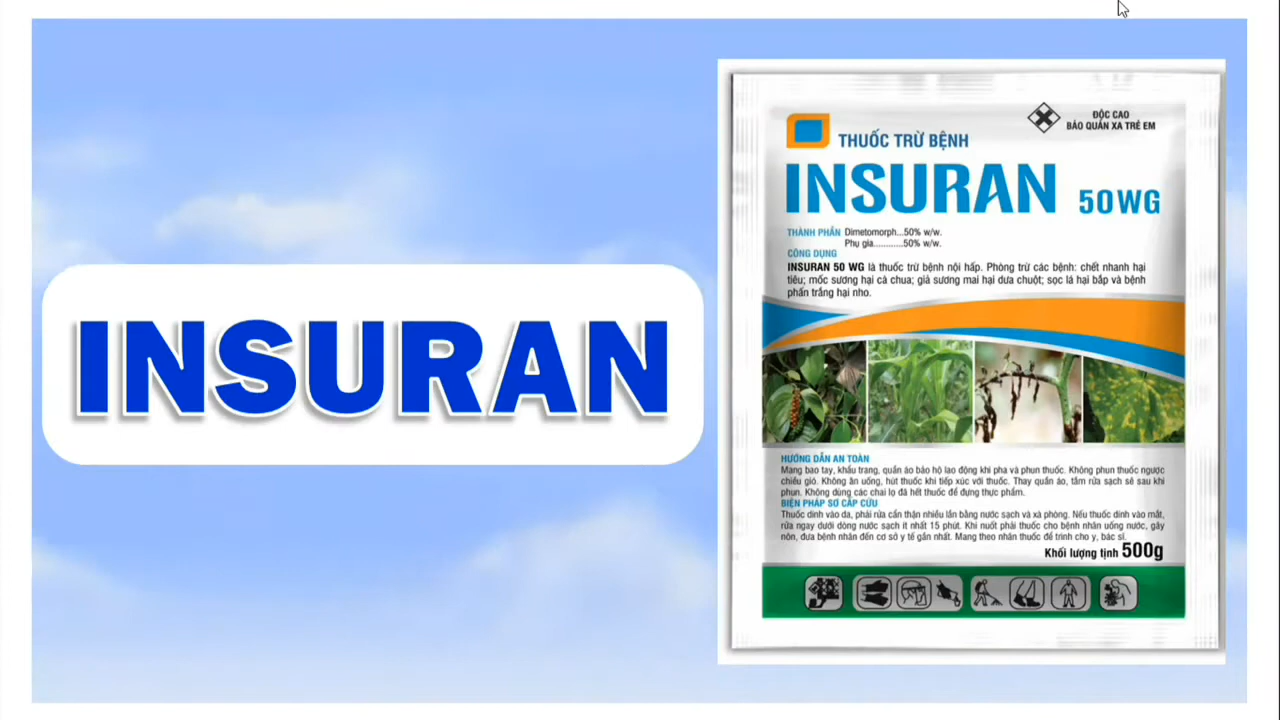 INSURAN
ĐỘC CAO
BẢO QUẢN XA TRẺ EM
THUỐC TRỪ BỆNH
INSURAN 50WG
THÀNH PHẦN Dimetomorph...50% w/w.
Phụ gia............50% w/w.
CÔNG DỤNG
INSURAN 50 WG là thuốc trừ bệnh nội hấp. Phòng trừ các bệnh: chết nhanh hại
tiêu; mốc sương hại cà chua; giả sương mai hại dưa chuột; sọc lá hại bắp và bệnh
phấn trắng hại nho.
HƯỚNG DẪN AN TOÀN
Mang bao tay, khẩu trang, quần áo bảo hộ lao động khi pha và phun thuốc. Không phun thuốc ngược
chiều gió. Không ăn uống, hút thuốc khi tiếp xúc với thuốc. Thay quần áo, tắm rửa sạch sẽ sau khi
phun. Không dùng các chai lọ đã hết thuốc để đựng thực phẩm.
BIỆN PHÁP SƠ CẤP CỨU
Thuốc dính vào da, phải rửa cẩn thận nhiều lần bằng nước sạch và xà phòng. Nếu thuốc dính vào mắt,
rửa ngay dưới dòng nước sạch ít nhất 15 phút. Khi nuốt phải thuốc cho bệnh nhân uống nước, gây
nôn, đưa bệnh nhân đến cơ sở y tế gần nhất. Mang theo nhãn thuốc để trình cho y, bác sĩ.
Khối lượng tịnh 500g